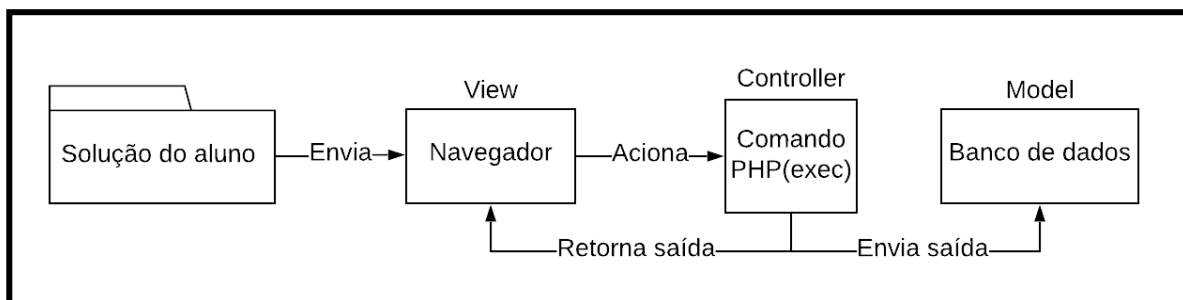 Controller
View
Model
Solução do aluno
Envia
Navegador
Aciona
Comando
PHP(exec)
Banco de dados
Retorna saída
Envia saída